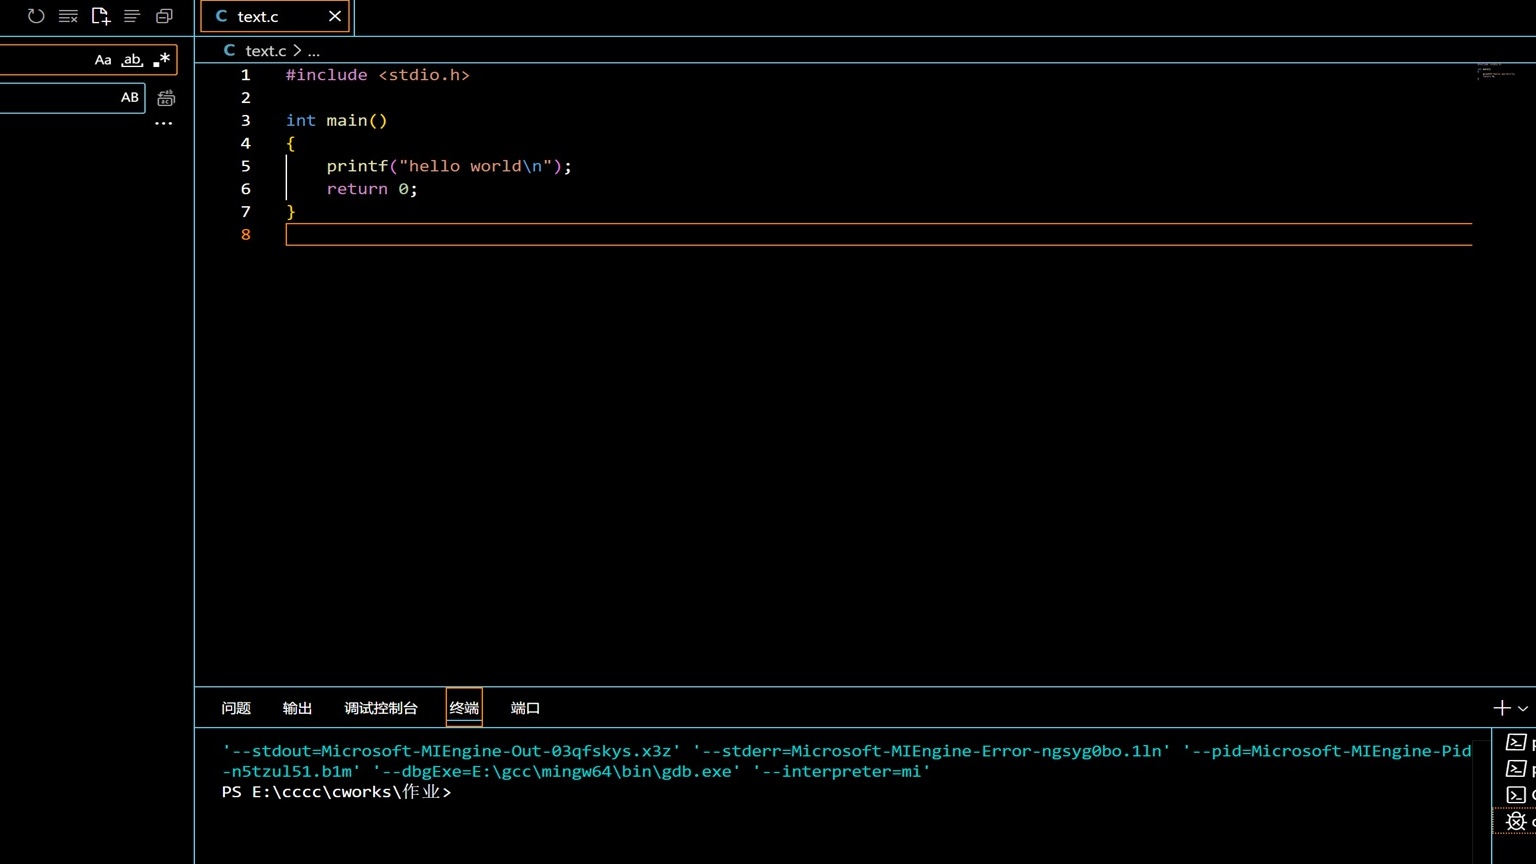 text.c
Aa ab .*
AB
text.c > ...
1 #include <stdio.h>
2
3 int main()
4 {
5 printf("hello world\n");
6 return 0;
7 }
8
问题 输出 调试控制台 终端 端口
'--stdout=Microsoft-MIEngine-Out-03qfskys.x3z' '--stderr=Microsoft-MIEngine-Error-ngsyg0bo.1ln' '--pid=Microsoft-MIEngine-Pid
-n5tzul51.b1m' '--dbgExe=E:\gcc\mingw64\bin\gdb.exe' '--interpreter=mi'
PS E:\cccc\cworks\作业>